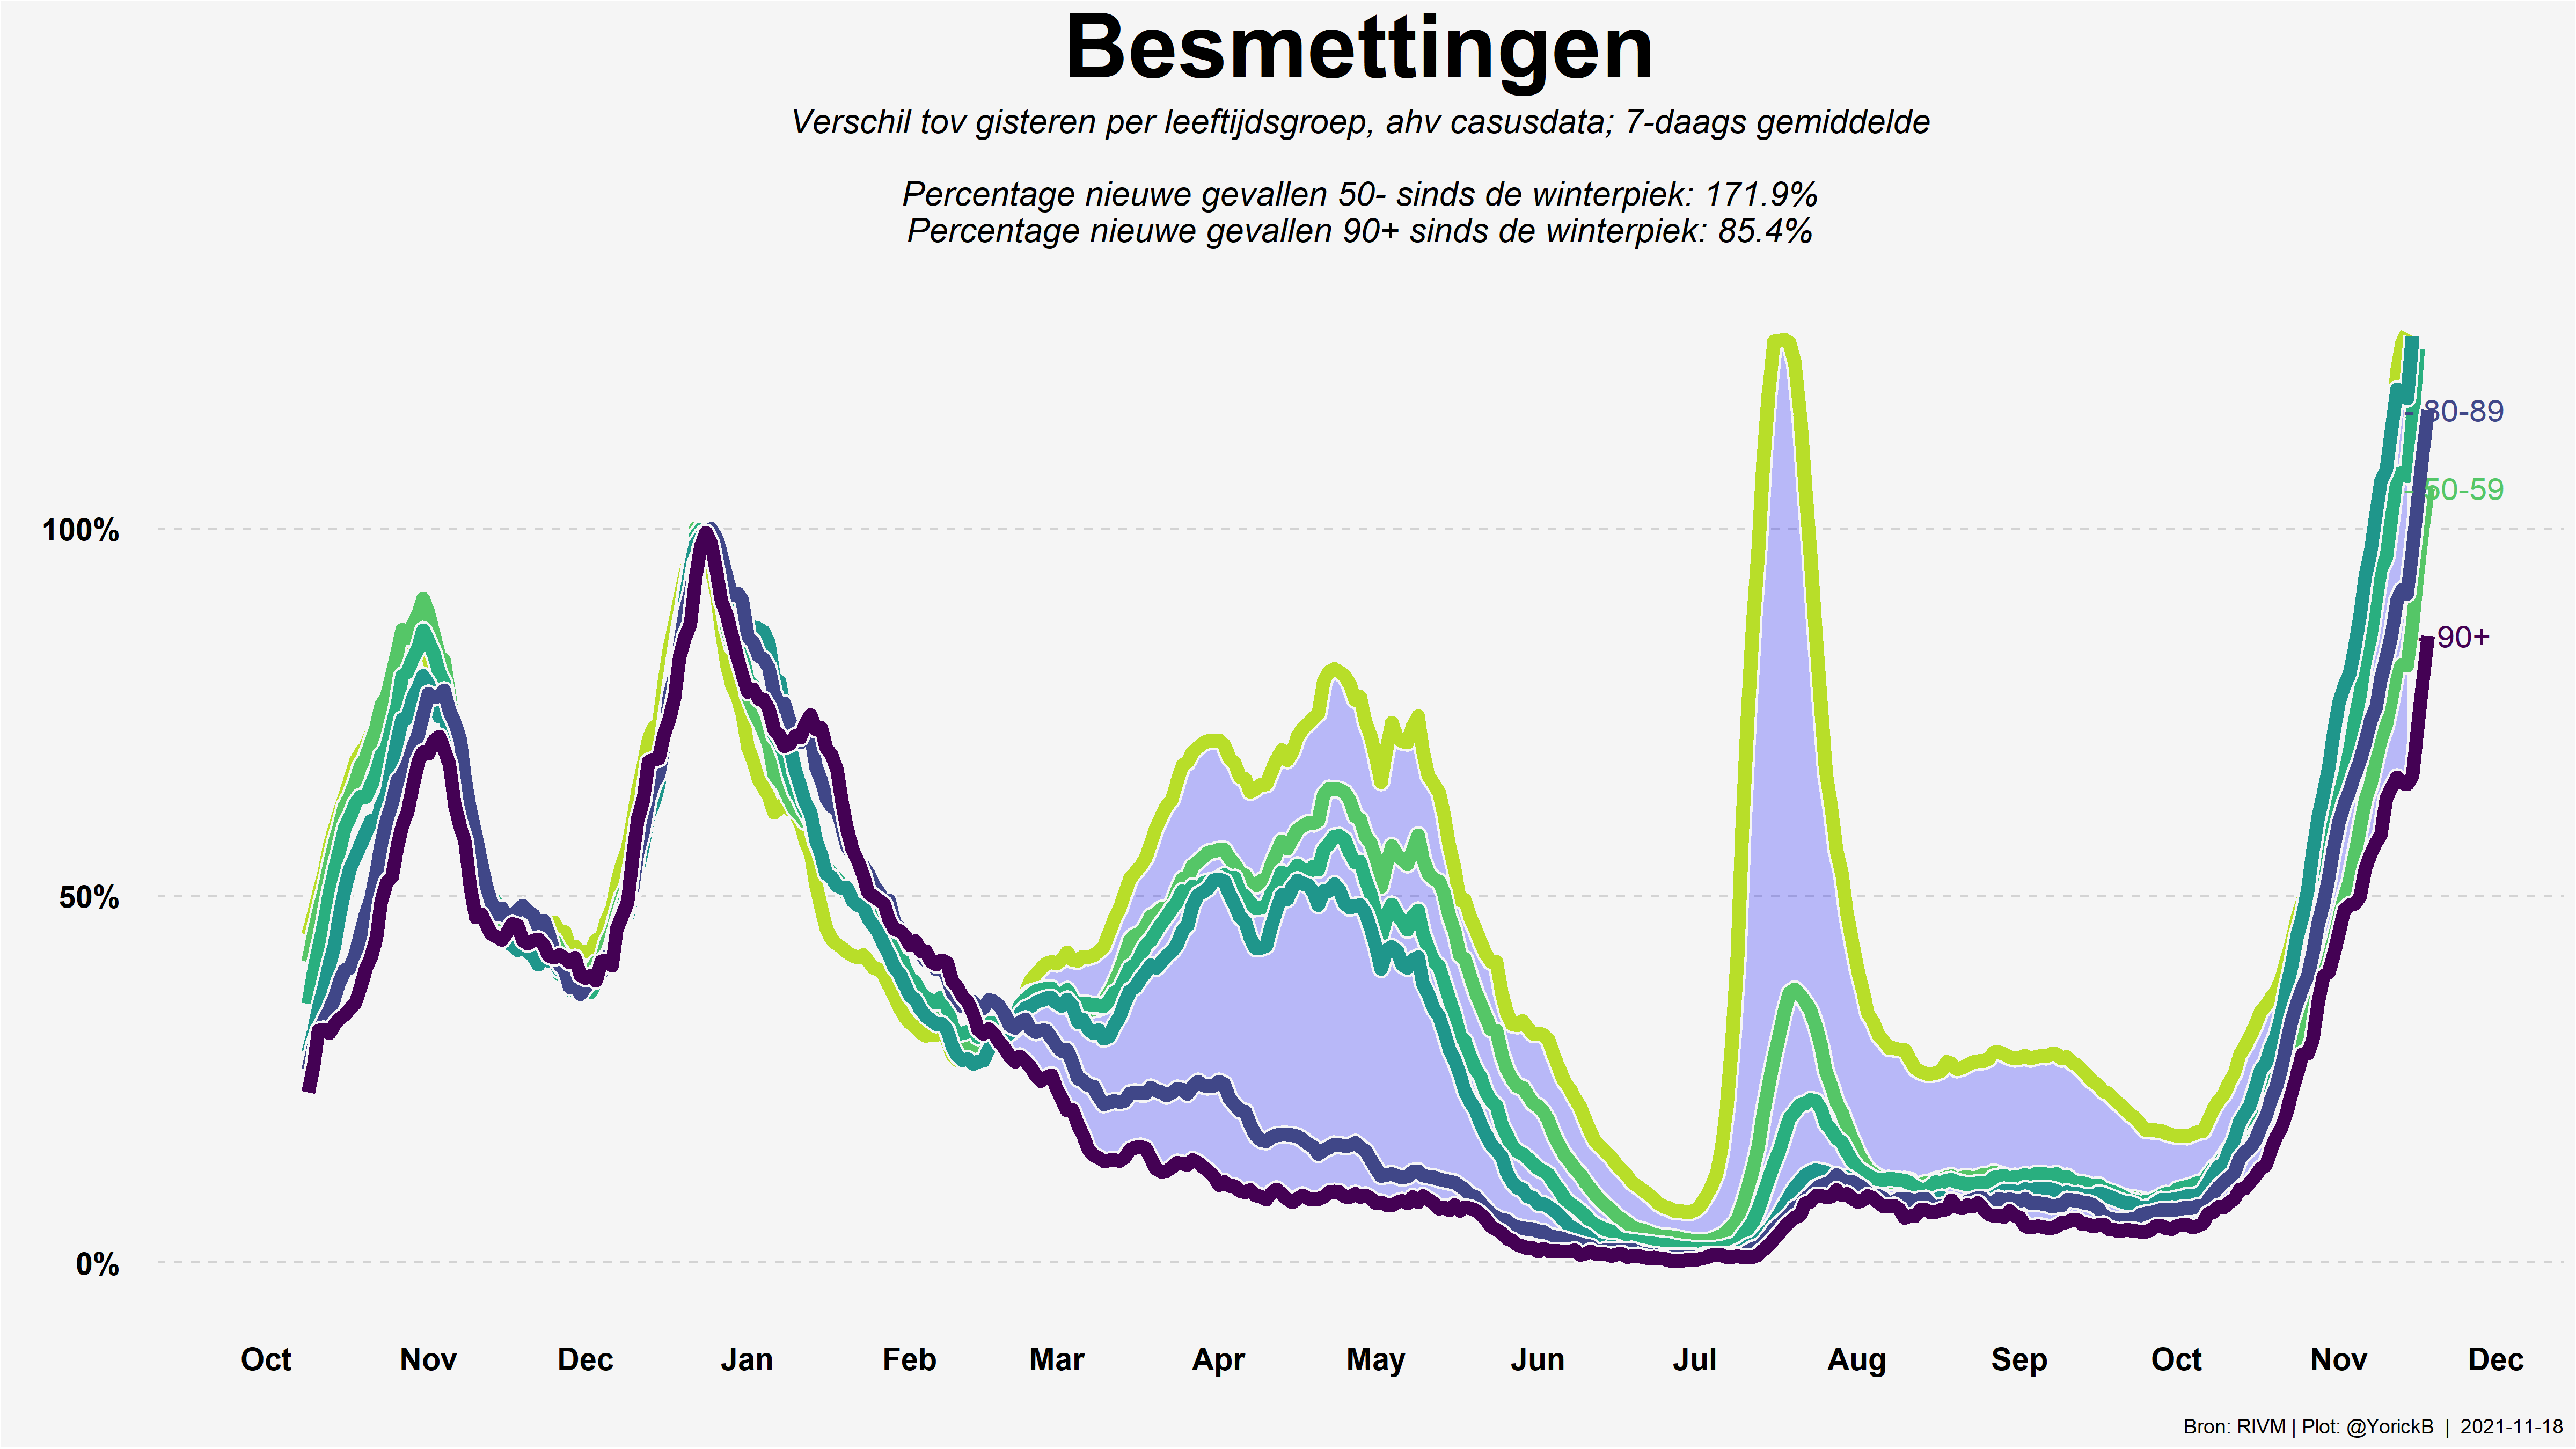 Besmettingen
Verschil tov gisteren per leeftijdsgroep, ahv casusdata; 7-daags gemiddelde
Percentage nieuwe gevallen 50- sinds de winterpiek: 171.9%
Percentage nieuwe gevallen 90+ sinds de winterpiek: 85.4%
80-89
50-59
90+
100%
50%
0%
Oct Nov Dec Jan Feb Mar Apr May Jun Jul Aug Sep Oct Nov Dec
Bron: RIVM | Plot: @YorickB | 2021-11-18